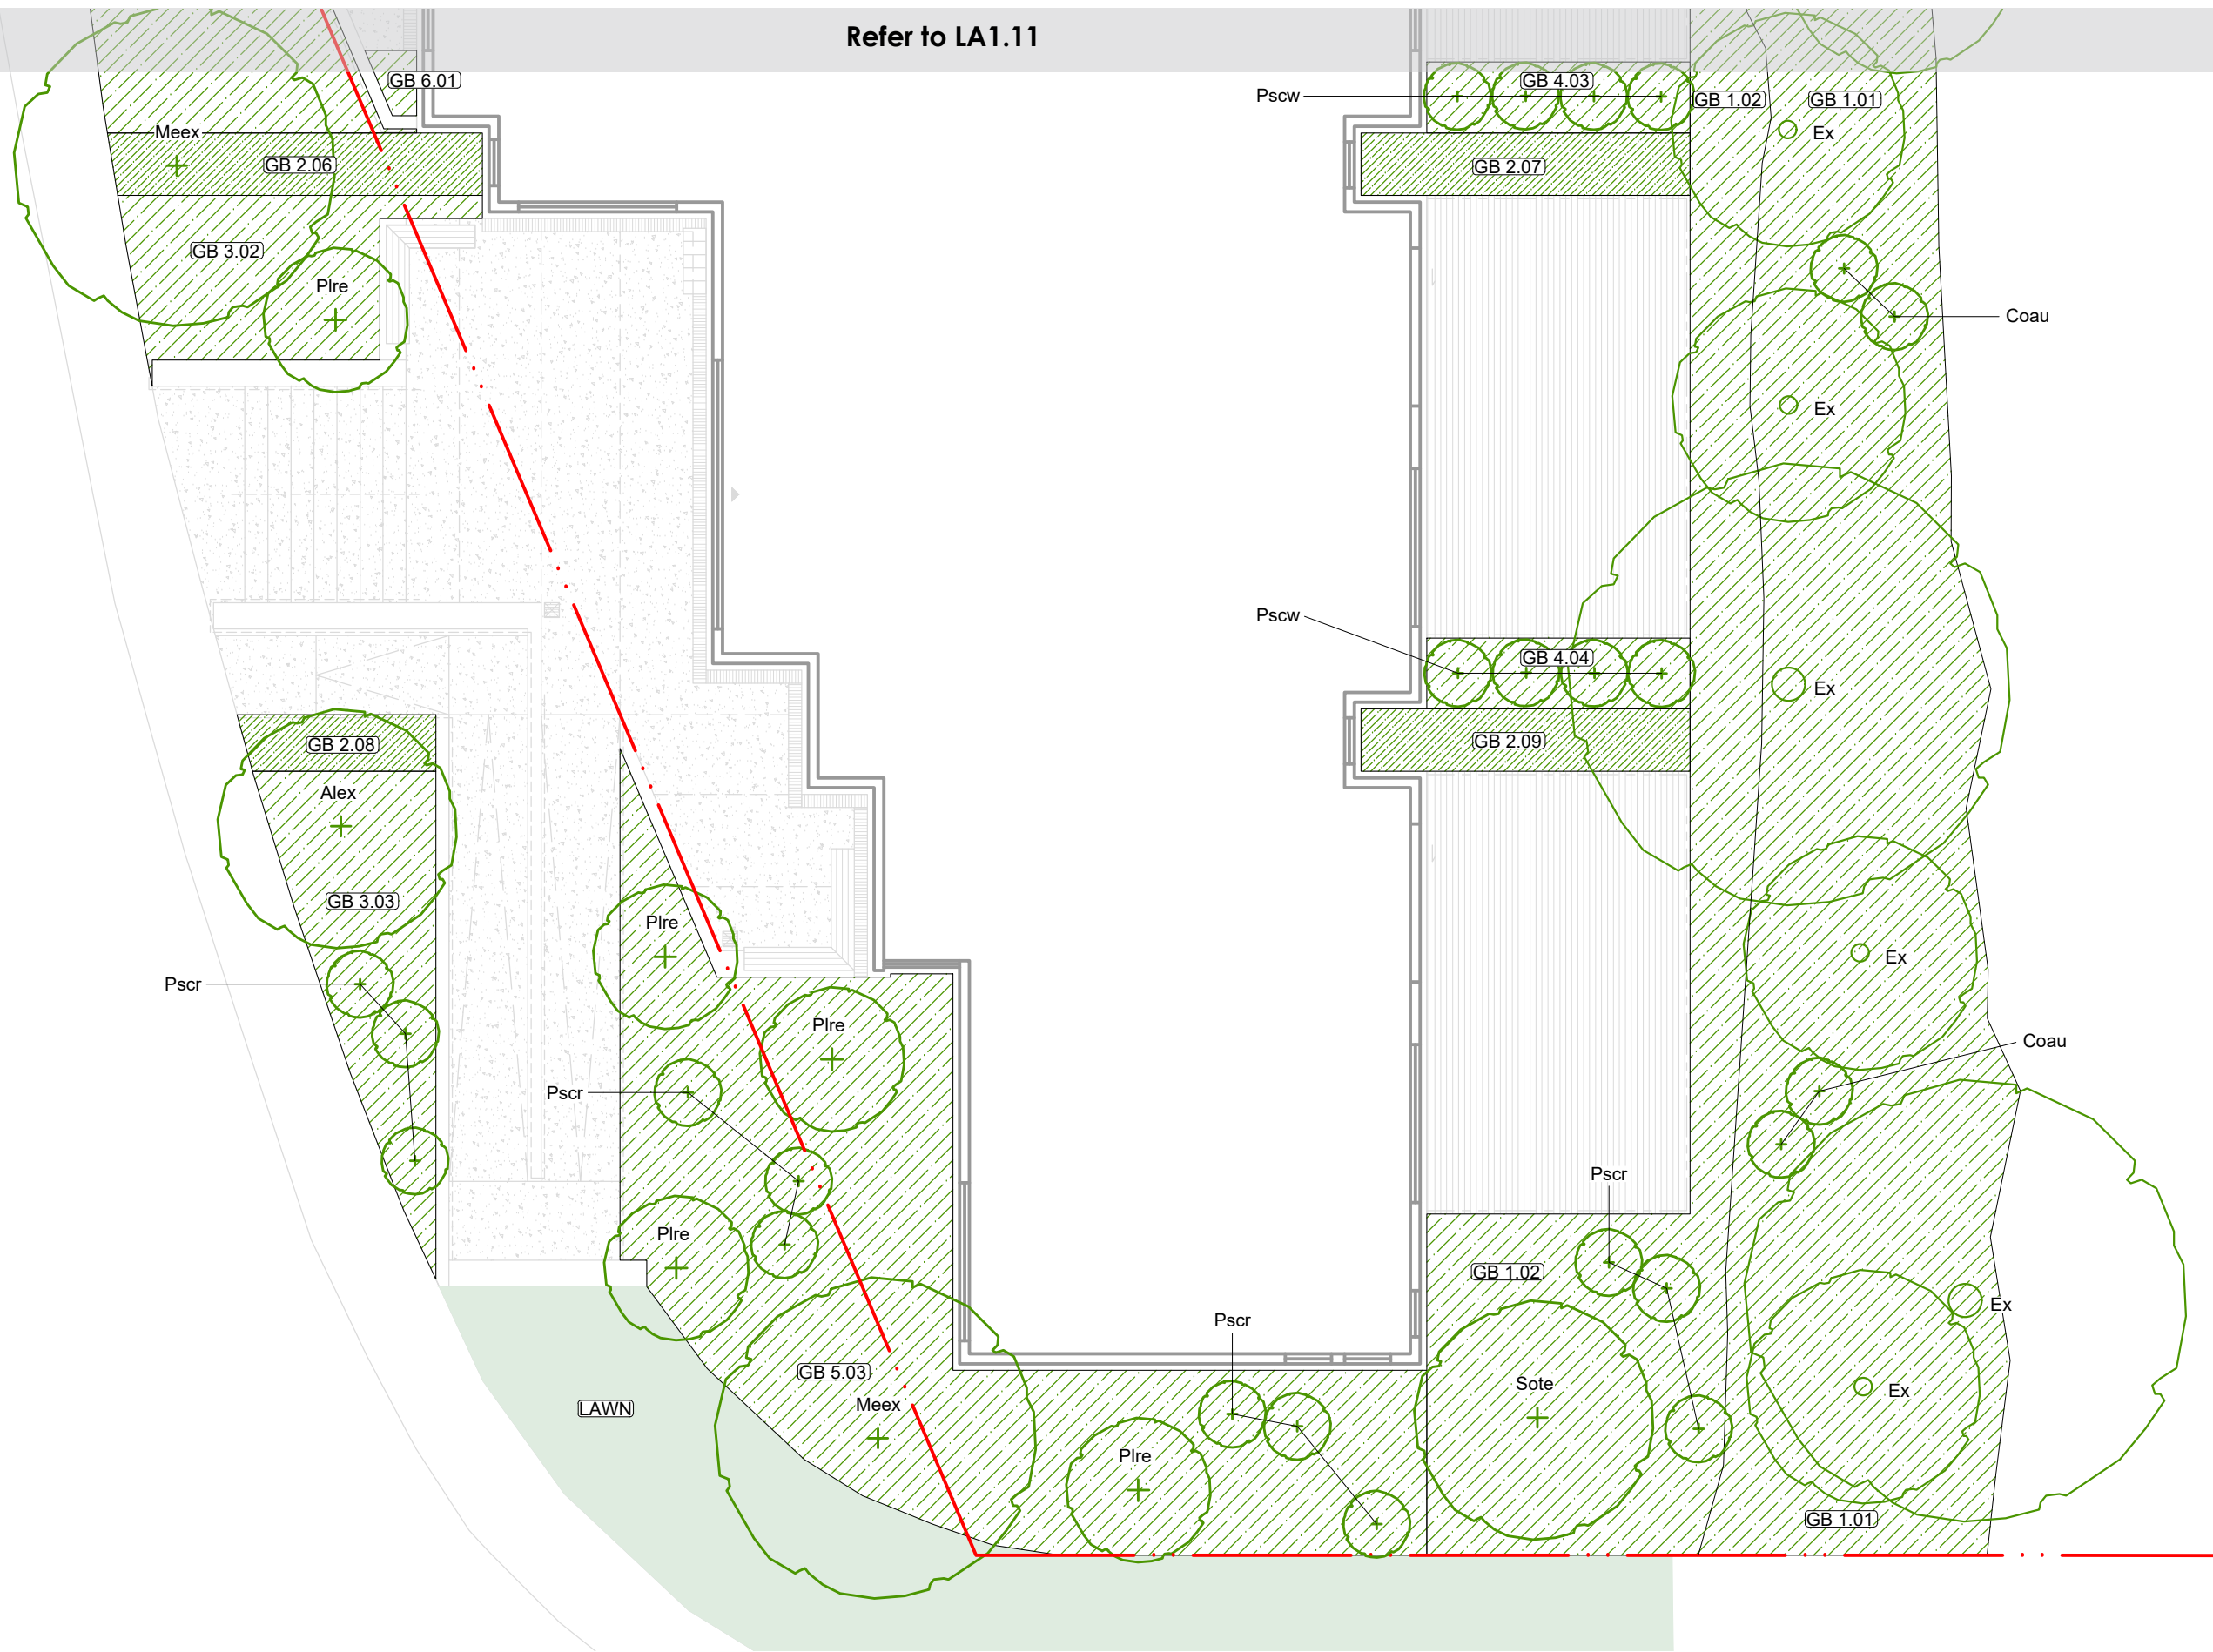 Refer to LA1.11
GB 6.01
GB 4.03
Pscw
GB 1.02
GB 1.01
Ex
Meex
GB 2.06
GB 2.07
GB 3.02
Plre
Coau
Ex
Pscw
GB 4.04
Ex
GB 2.08
GB 2.09
Alex
GB 3.03
Plre
Ex
Pscr
Plre
Coau
Pscr
Pscr
Plre
GB 1.02
Ex
Pscr
GB 5.03
Sote
Ex
Meex
LAWN
Plre
GB 1.01